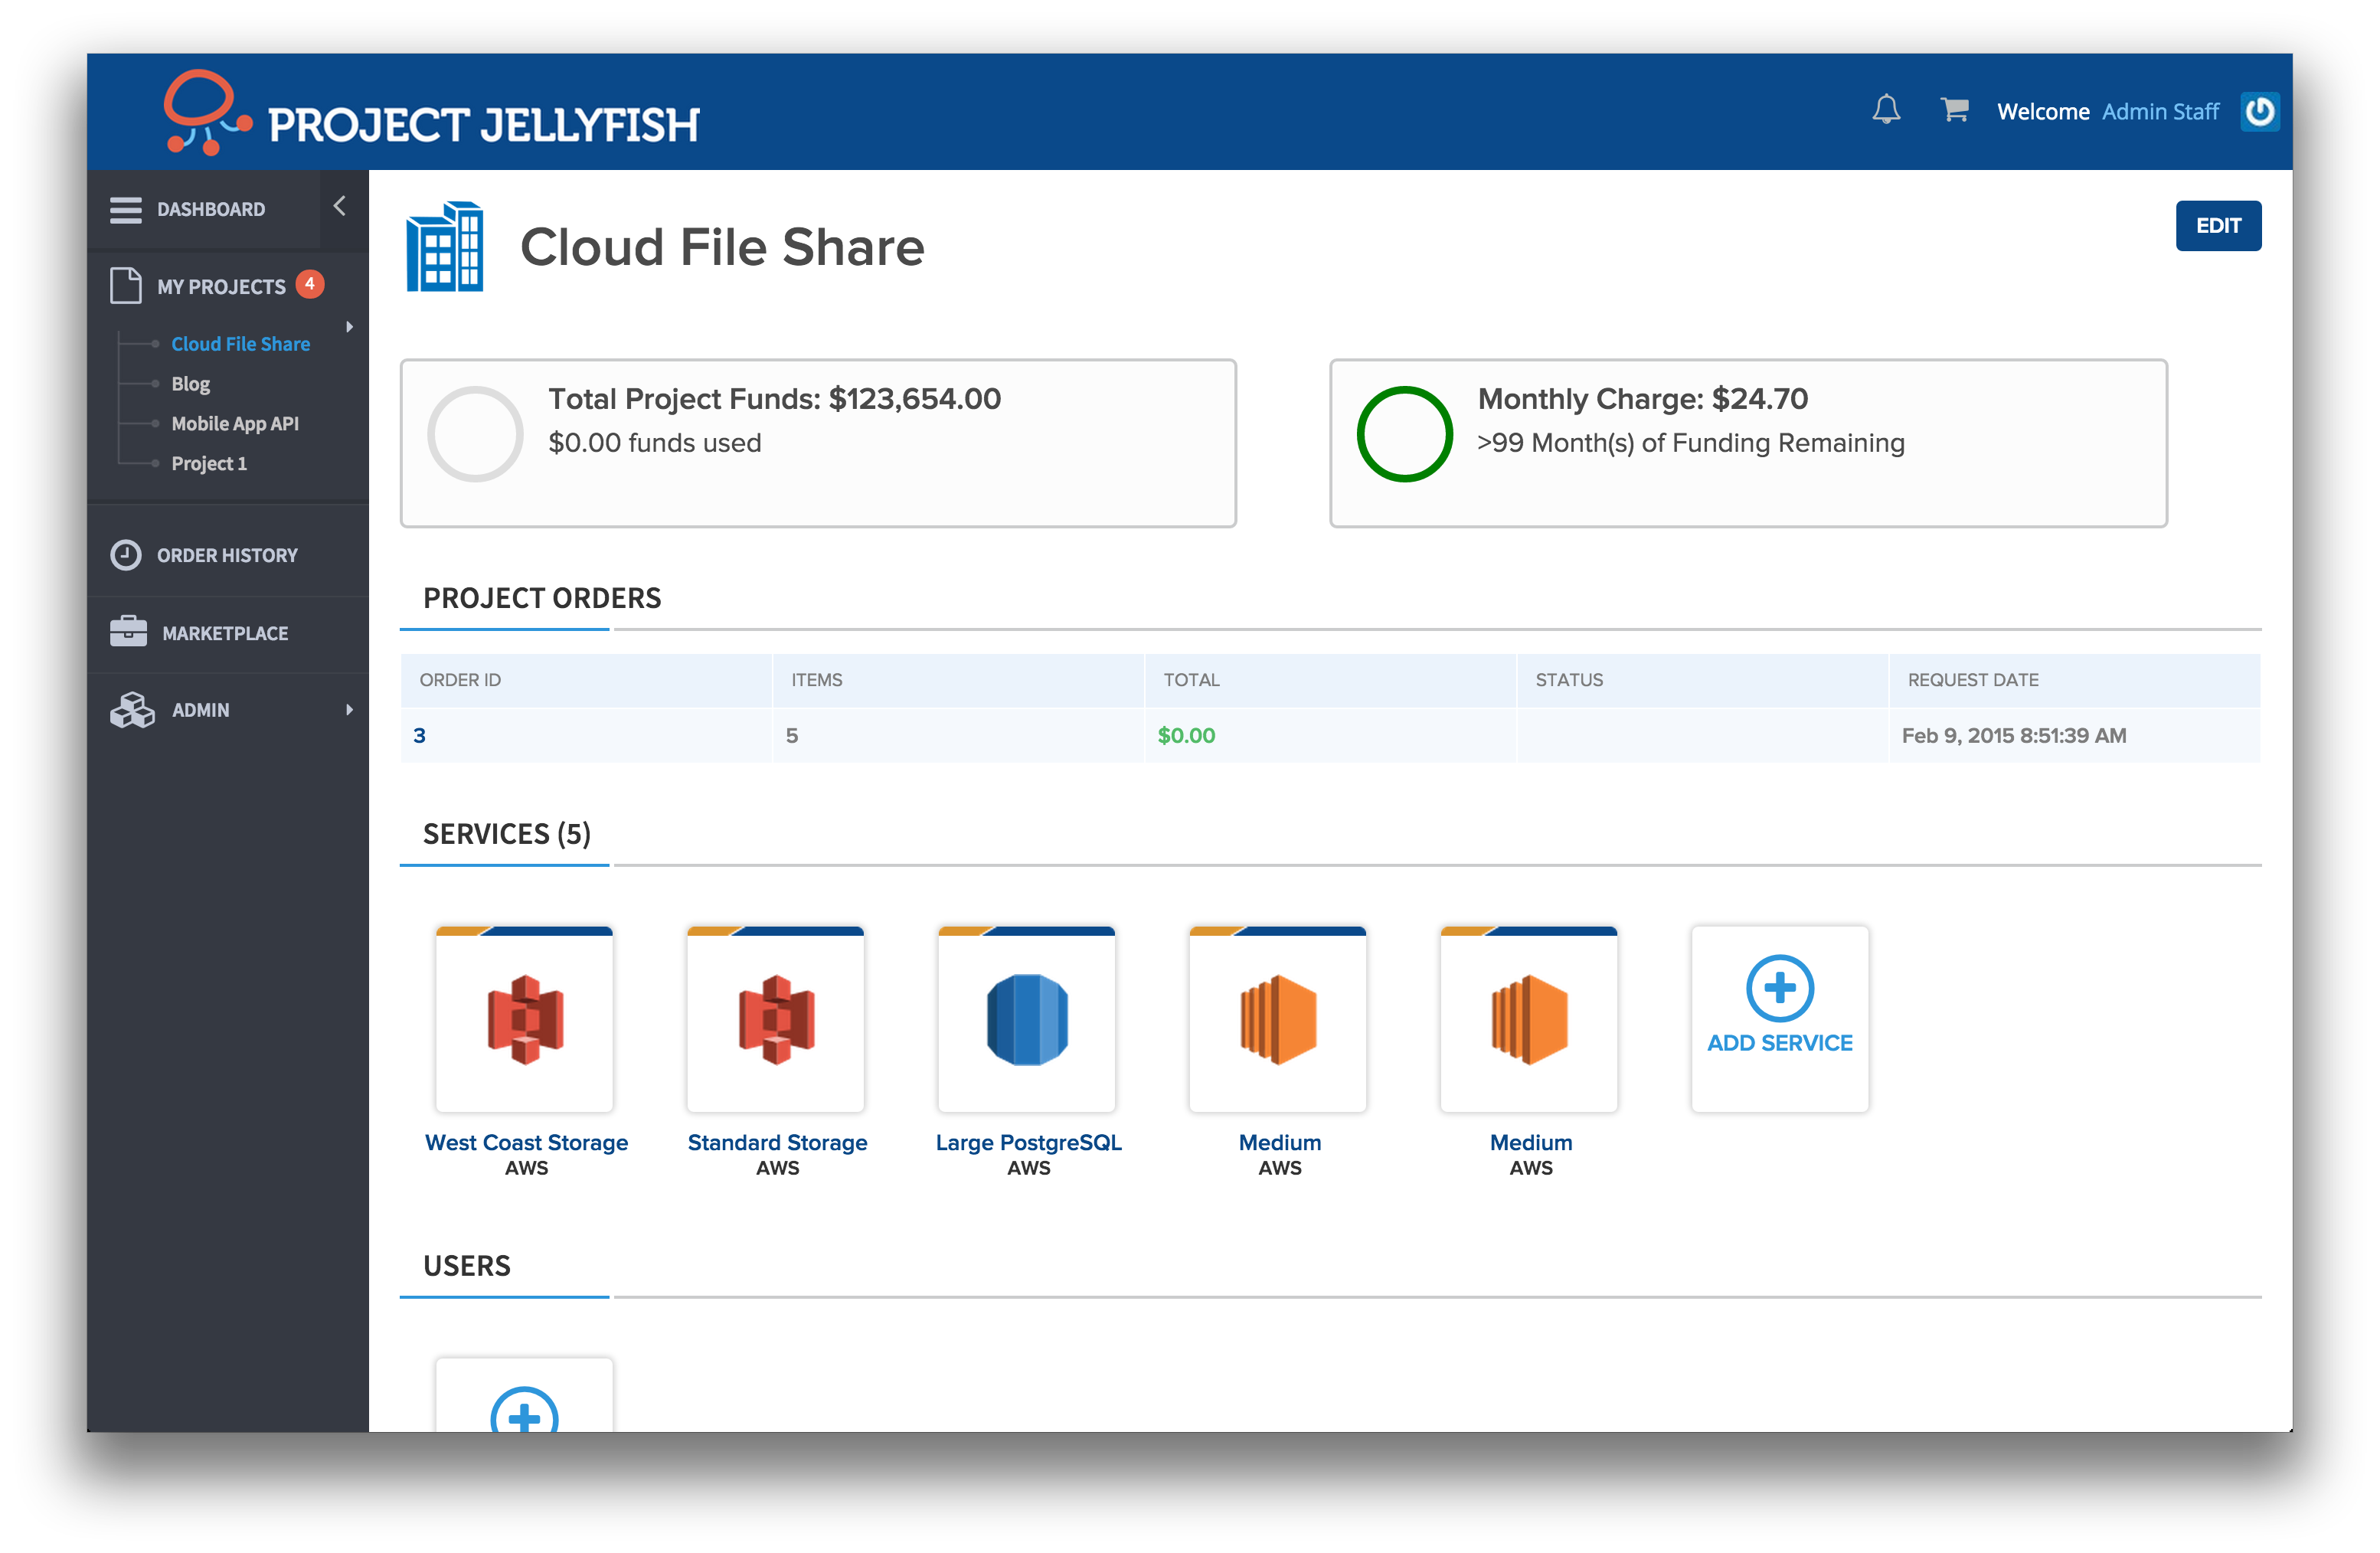 PROJECT JELLYFISH
Welcome Admin Staff
DASHBOARD
MY PROJECTS 4
Cloud File Share
Blog
Mobile App API
Project 1
ORDER HISTORY
MARKETPLACE
ADMIN
Cloud File Share
EDIT
Total Project Funds: $123,654.00
$0.00 funds used
Monthly Charge: $24.70
>99 Month(s) of Funding Remaining
PROJECT ORDERS
ORDER ID ITEMS TOTAL STATUS REQUEST DATE
3 5 $0.00 Feb 9, 2015 8:51:39 AM
SERVICES (5)
ADD SERVICE
West Coast Storage Standard Storage Large PostgreSQL Medium Medium
AWS AWS AWS AWS AWS
USERS